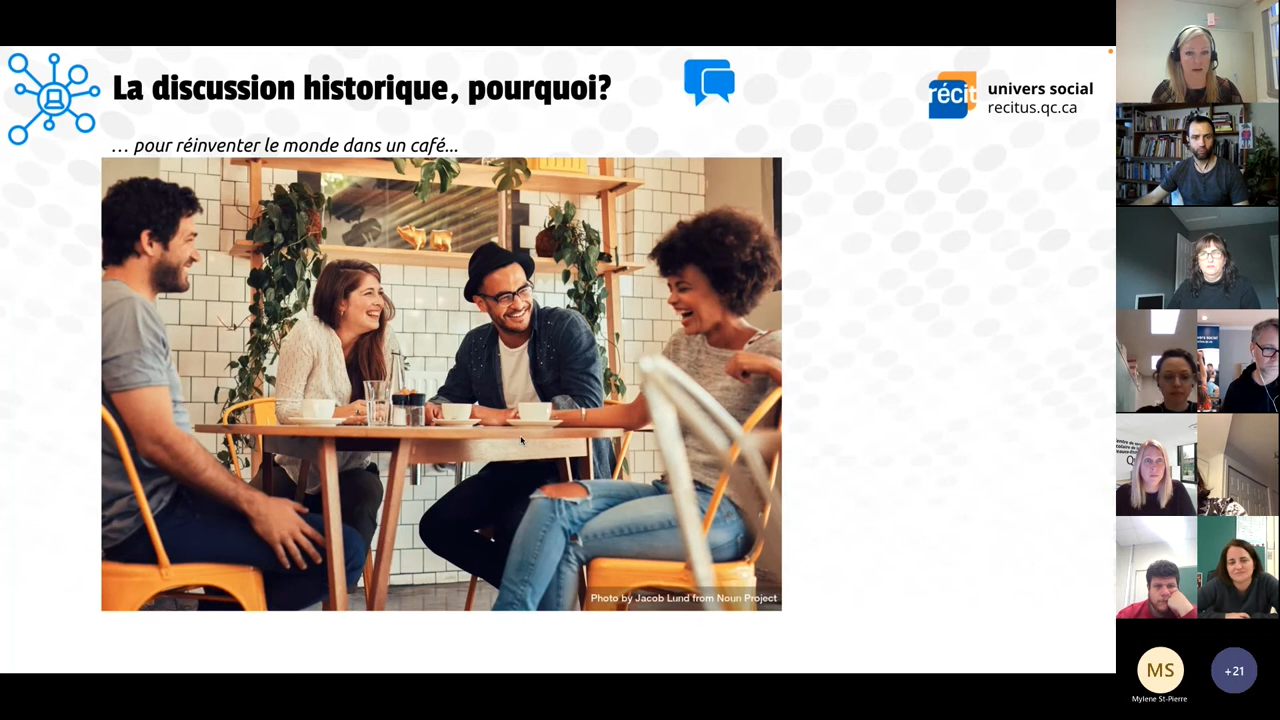 La discussion historique, pourquoi?
récit
univers social
recitus.qc.ca
… pour réinventer le monde dans un café...
Photo by Jacob Lund from Noun Project
MS
+21
Mylene St-Pierre